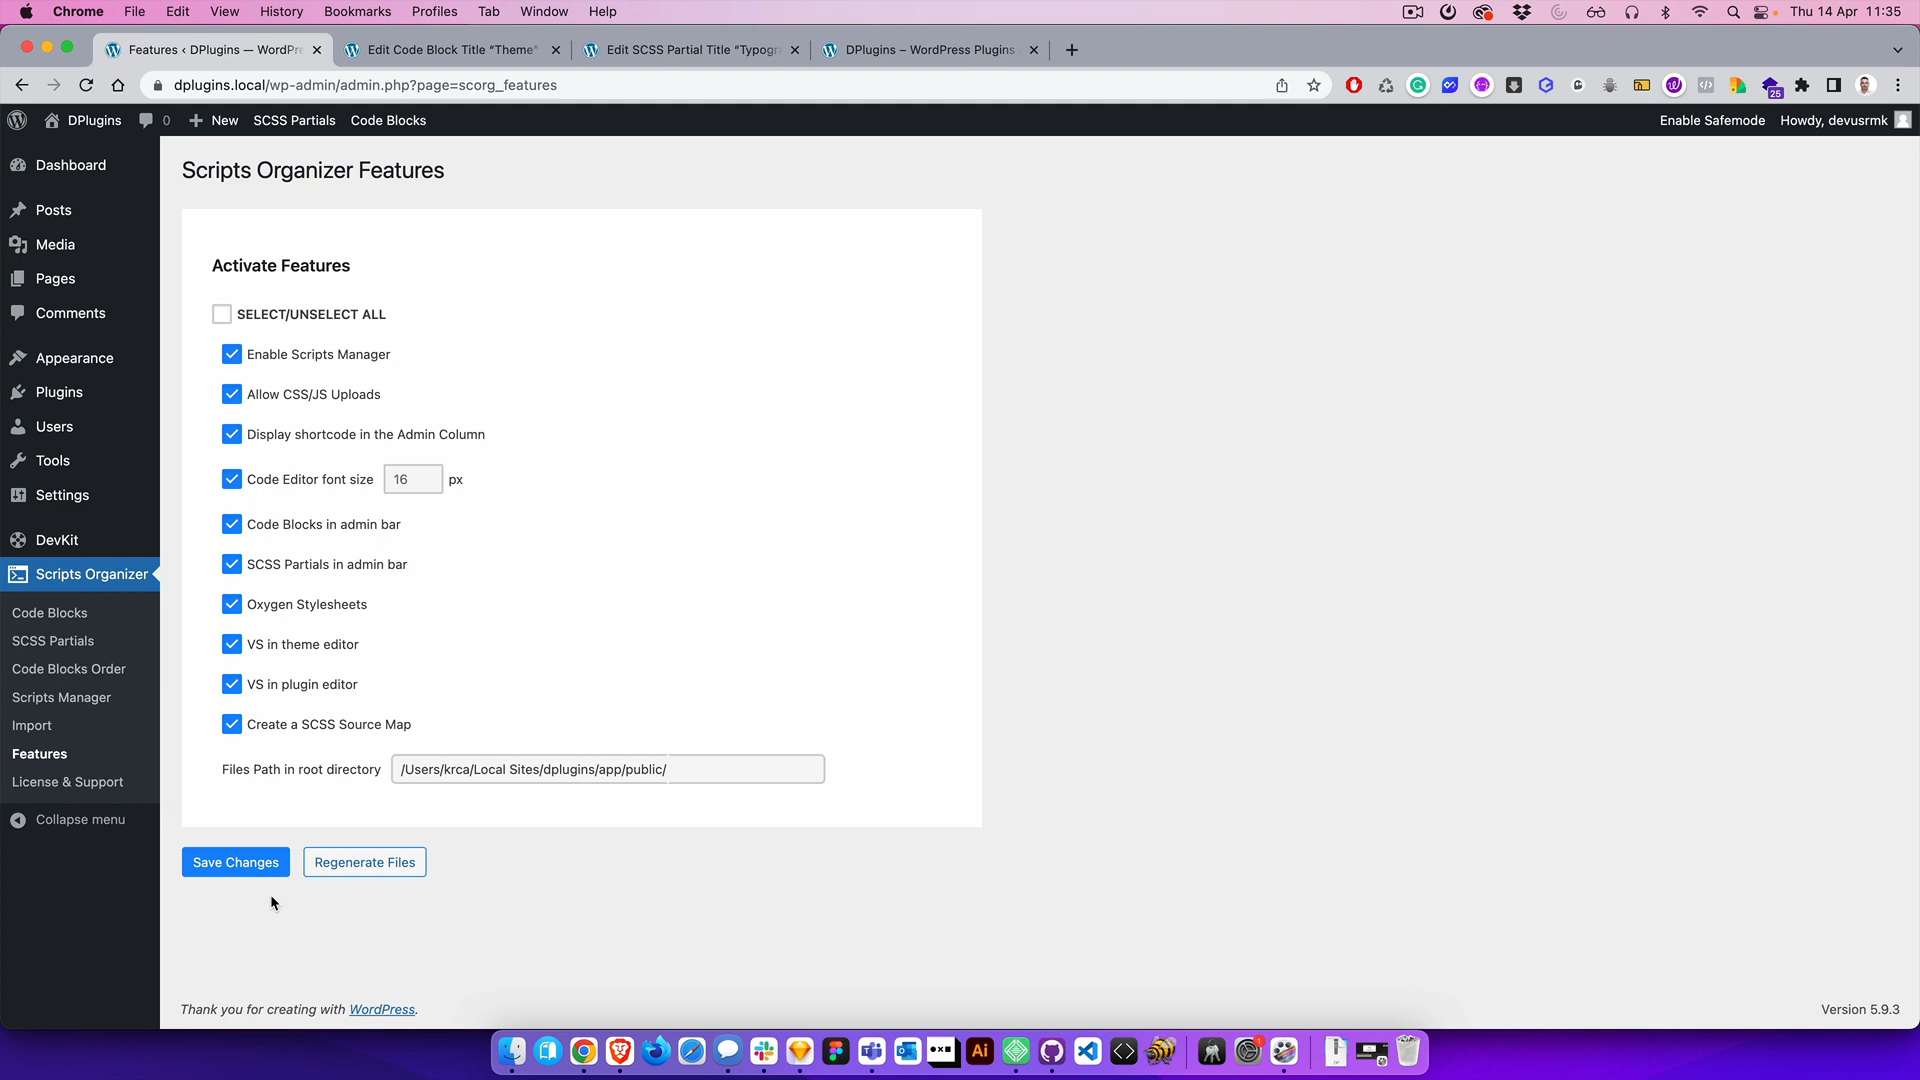 Chrome File Edit View History Bookmarks Profiles Tab Window Help Thu 14 Apr 11:35
Features ‹ DPlugins — WordPre Edit Code Block Title “Theme” Edit SCSS Partial Title “Typogra DPlugins – WordPress Plugins
dplugins.local/wp-admin/admin.php?page=scorg_features
25
DPlugins 0 New SCSS Partials Code Blocks Enable Safemode Howdy, devusrmk
Dashboard
Posts
Media
Pages
Comments
Appearance
Plugins
Users
Tools
Settings
DevKit
Scripts Organizer
Code Blocks
SCSS Partials
Code Blocks Order
Scripts Manager
Import
Features
License & Support
Collapse menu
Scripts Organizer Features
Activate Features
SELECT/UNSELECT ALL
Enable Scripts Manager
Allow CSS/JS Uploads
Display shortcode in the Admin Column
Code Editor font size 16 px
Code Blocks in admin bar
SCSS Partials in admin bar
Oxygen Stylesheets
VS in theme editor
VS in plugin editor
Create a SCSS Source Map
Files Path in root directory /Users/krca/Local Sites/dplugins/app/public/
Save Changes Regenerate Files
Thank you for creating with WordPress. Version 5.9.3
Ai 1